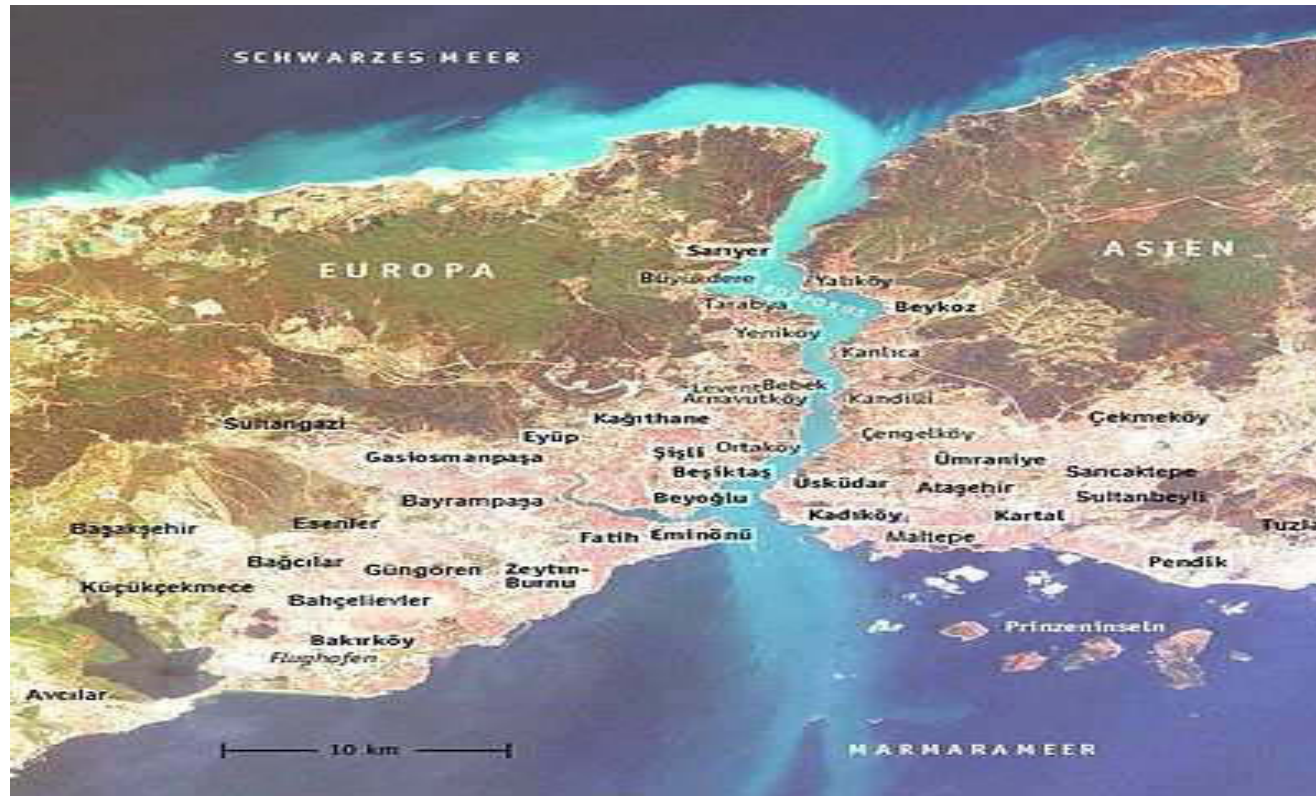 SCHWARZES MEER
EUROPA
ASIEN
Sarıyer
Büyükdere
Yalıköy
BOSPORUS
Tarabya
Beykoz
Yeniköy
Kanlıca
Levent
Bebek
Arnavutköy
Kandilli
Kağıthane
Çekmeköy
Sultangazi
Eyüp
Şişli
Ortaköy
Çengelköy
Gasiosmanpaşa
Ümraniye
Beşiktaş
Sancaktepe
Üsküdar
Ataşehir
Bayrampaşa
Beyoğlu
Sultanbeyli
Kadıköy
Kartal
Başakşehir
Esenler
Fatih
Eminönü
Maltepe
Tuzla
Bağcılar
Güngören
Zeytin-
Burnu
Pendik
Küçükçekmece
Bahçelievler
Bakırköy
Prinzeninseln
Flughafen
Avcılar
10 km
MARMARAMEER